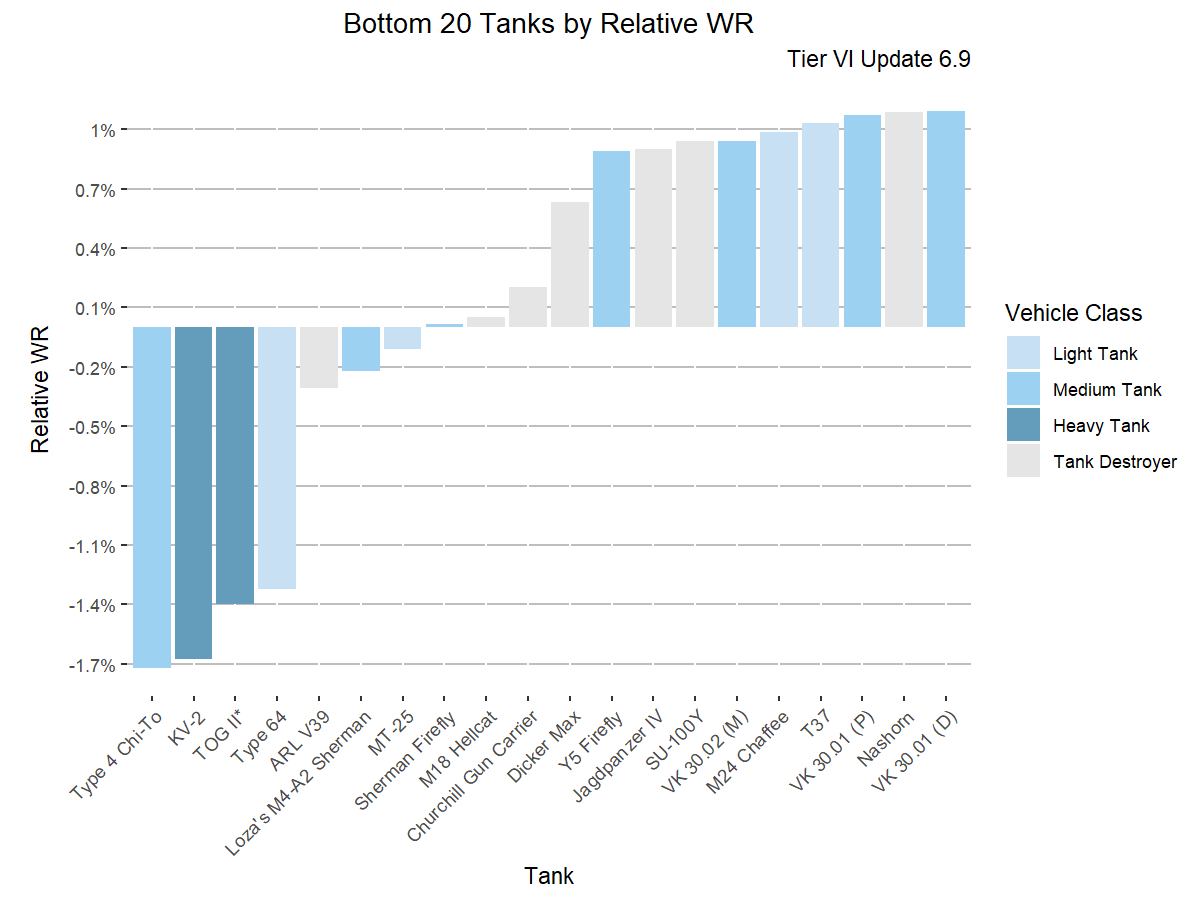 Bottom 20 Tanks by Relative WR
Tier VI Update 6.9
Relative WR
1%
0.7%
0.4%
0.1%
-0.2%
-0.5%
-0.8%
-1.1%
-1.4%
-1.7%
Type 4 Chi-To
KV-2
TOG II*
Type 64
ARL V39
Loza's M4-A2 Sherman
MT-25
Sherman Firefly
M18 Hellcat
Churchill Gun Carrier
Dicker Max
Y5 Firefly
Jagdpanzer IV
SU-100Y
VK 30.02 (M)
M24 Chaffee
T37
VK 30.01 (P)
Nashorn
VK 30.01 (D)
Tank
Vehicle Class
Light Tank
Medium Tank
Heavy Tank
Tank Destroyer